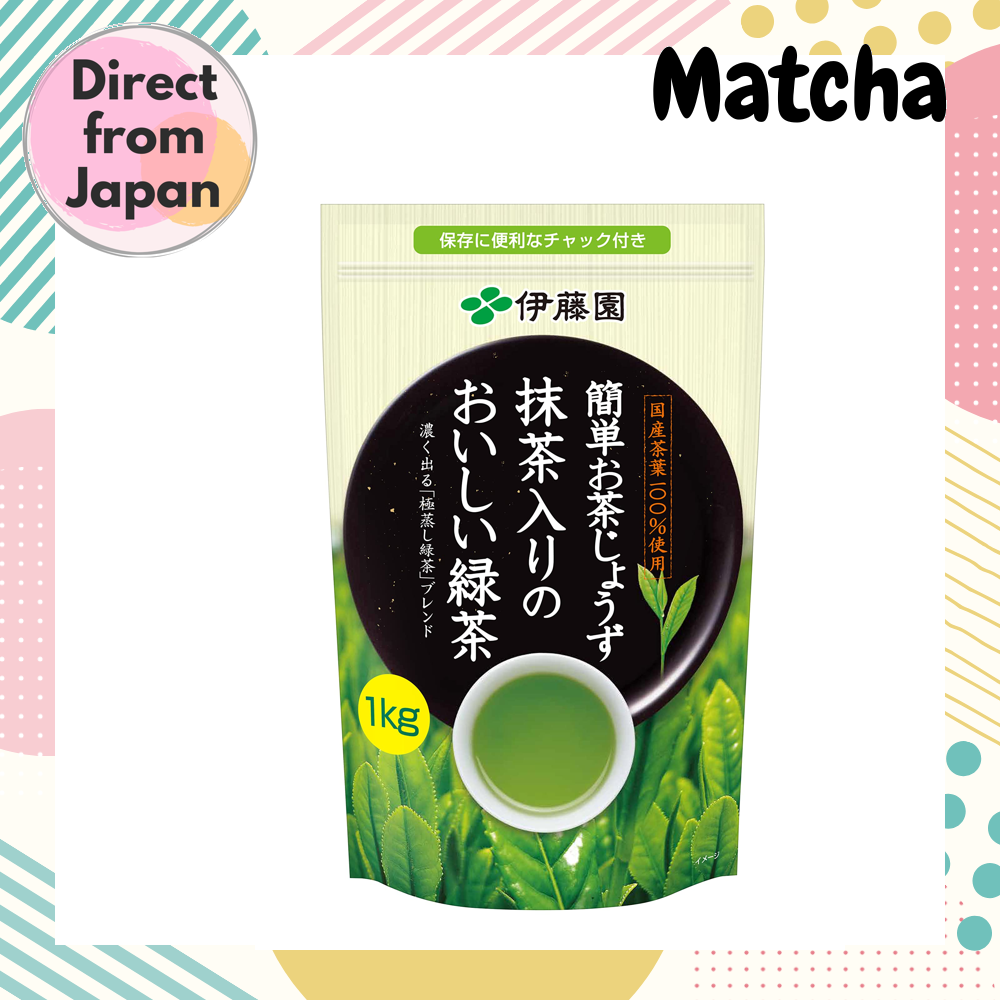 Direct
from
Japan
Matcha
保存に便利なチャック付き
伊藤園
国産茶葉一〇〇%使用
簡単お茶じょうず
抹茶入りの
おいしい緑茶
濃く出る「極蒸し緑茶」ブレンド
1kg
イメージ